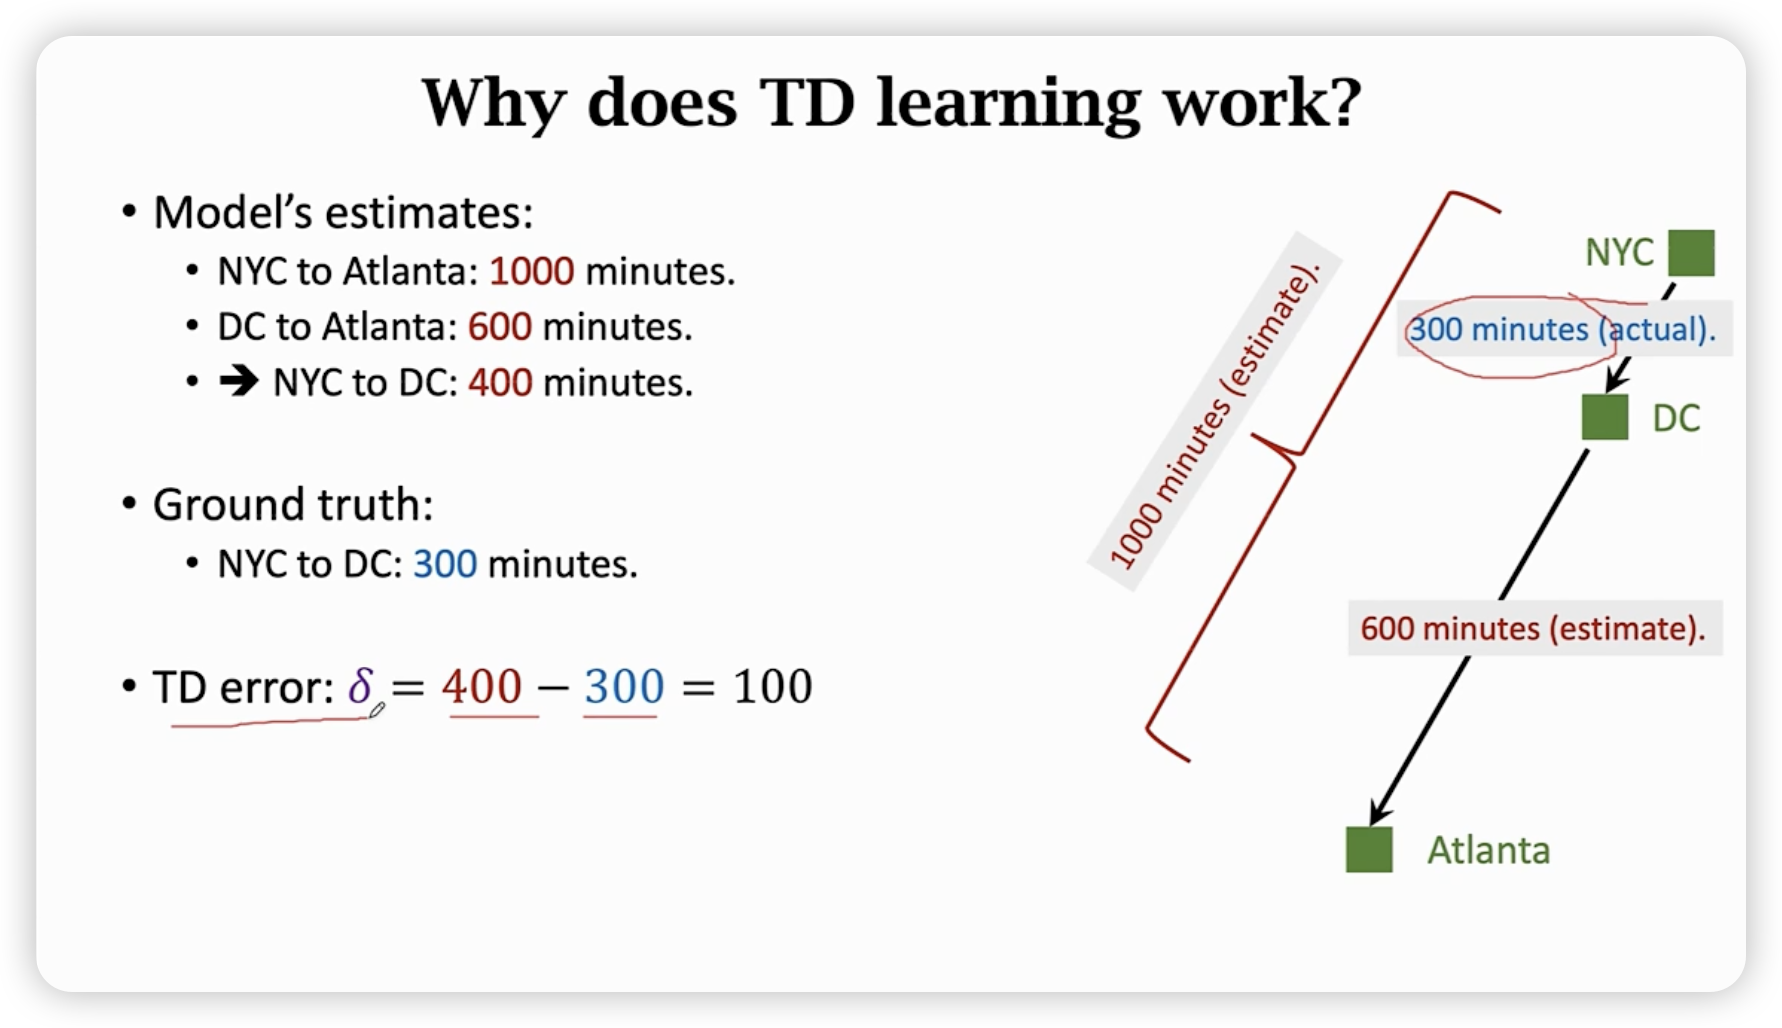 Why does TD learning work?
• Model’s estimates:
• NYC to Atlanta: 1000 minutes.
• DC to Atlanta: 600 minutes.
• ➔ NYC to DC: 400 minutes.
• Ground truth:
• NYC to DC: 300 minutes.
• TD error: δ = 400 − 300 = 100
NYC
300 minutes (actual).
DC
1000 minutes (estimate).
600 minutes (estimate).
Atlanta